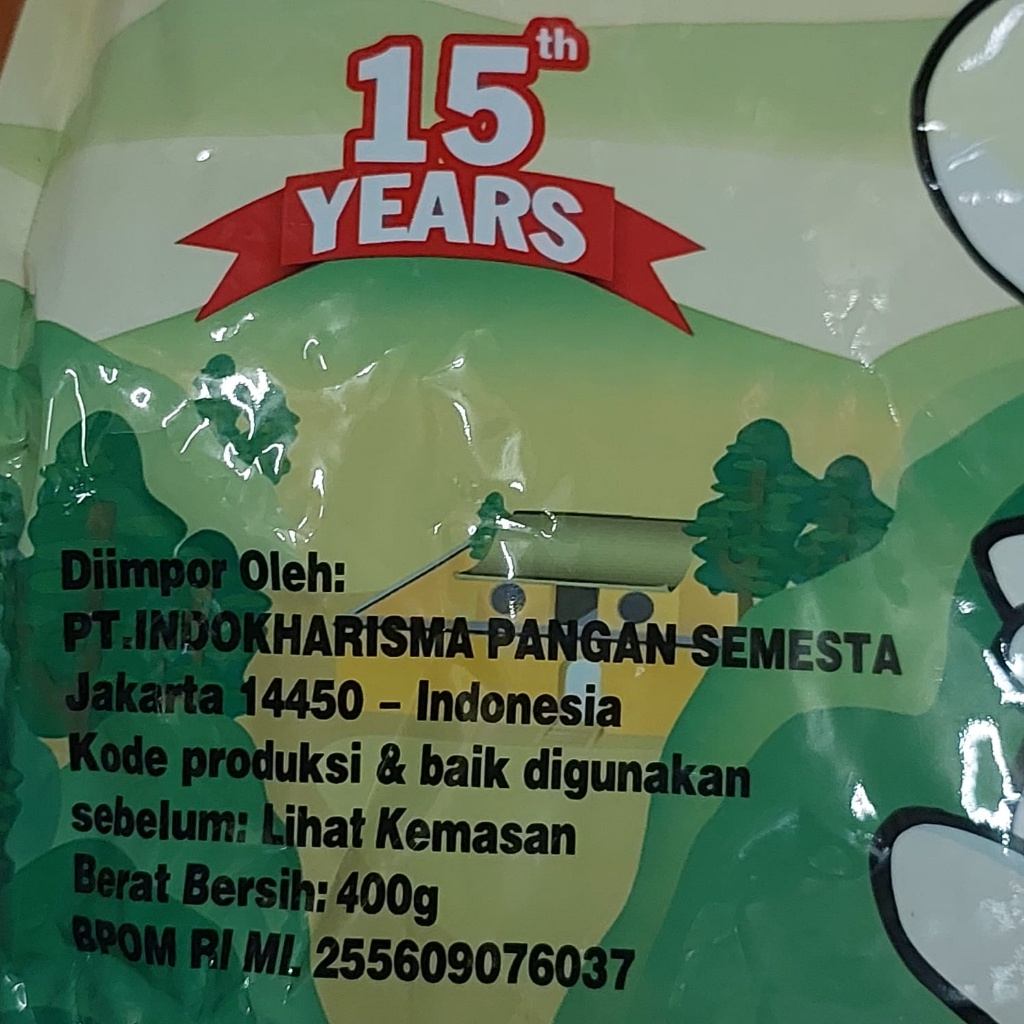 15th
YEARS
Diimpor Oleh:
PT.INDOKHARISMA PANGAN SEMESTA
Jakarta 14450 – Indonesia
Kode produksi & baik digunakan
sebelum: Lihat Kemasan
Berat Bersih: 400g
BPOM RI ML 255609076037